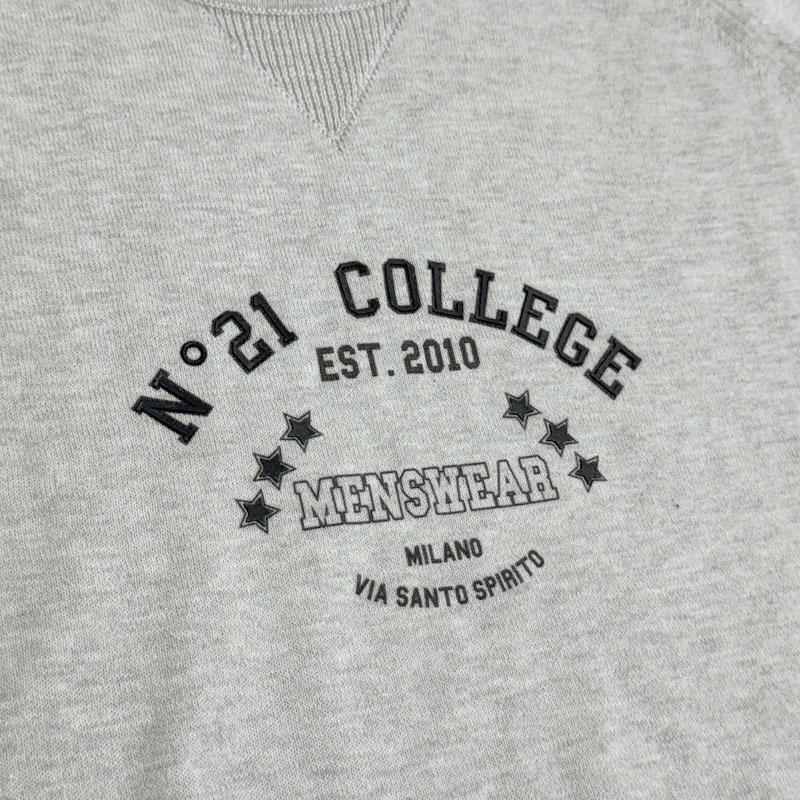 N°21 COLLEGE
EST. 2010
MENSWEAR
MILANO
VIA SANTO SPIRITO